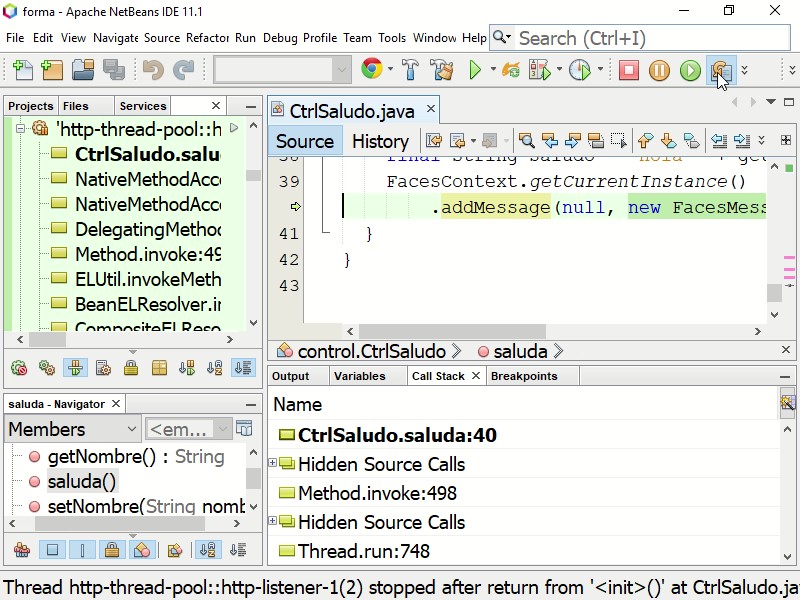 forma - Apache NetBeans IDE 11.1
File Edit View Navigate Source Refactor Run Debug Profile Team Tools Window Help Search (Ctrl+I)
Projects Files Services
'http-thread-pool::h
CtrlSaludo.salu
NativeMethodAcc
NativeMethodAcc
DelegatingMethod
Method.invoke:49
ELUtil.invokeMeth
BeanELResolver.in
CompositeELReso
saluda - Navigator
Members <em...
getNombre() : String
saluda()
setNombre(String nomb
CtrlSaludo.java
Source History
38 final String saludo
39 FacesContext.getCurrentInstance()
.addMessage(null, new FacesMess
41 }
42 }
43
control.CtrlSaludo saluda
Output Variables Call Stack Breakpoints
Name
CtrlSaludo.saluda:40
Hidden Source Calls
Method.invoke:498
Hidden Source Calls
Thread.run:748
Thread http-thread-pool::http-listener-1(2) stopped after return from '<init>()' at CtrlSaludo.ja